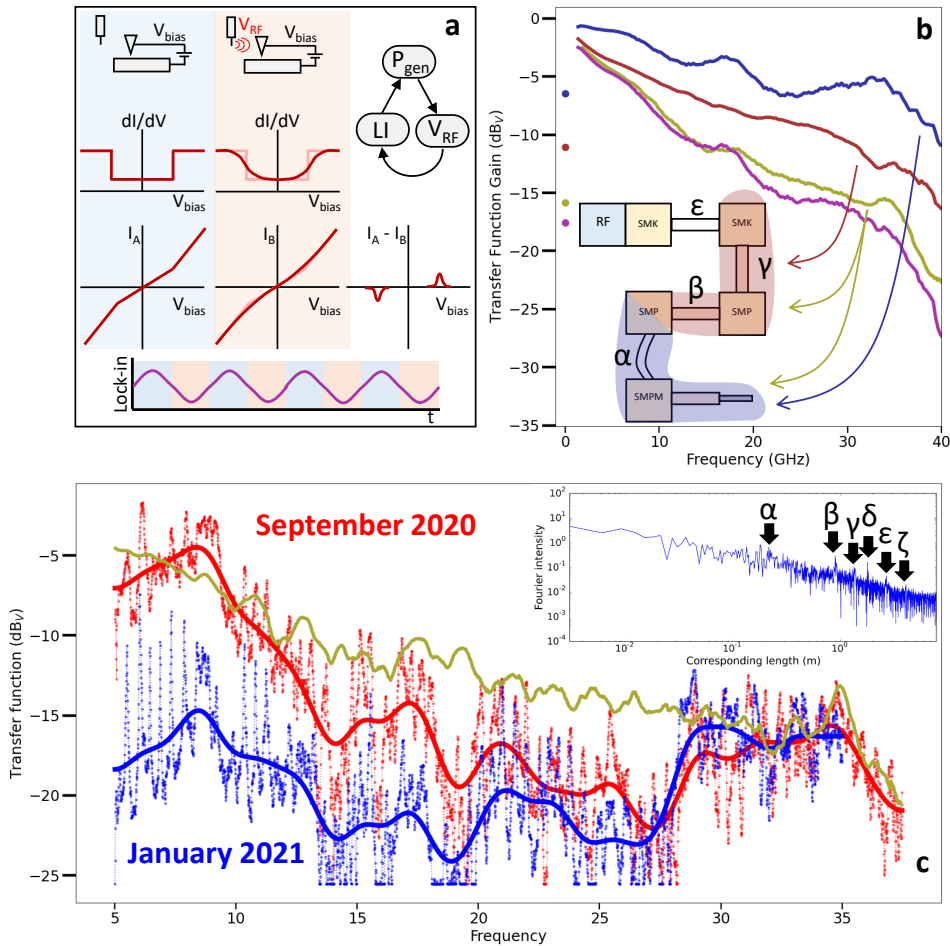 a
V_RF
V_bias
V_bias
P_gen
LI
V_RF
dI/dV
dI/dV
V_bias
V_bias
I_A
I_B
I_A - I_B
V_bias
V_bias
V_bias
Lock-in
t
b
Transfer Function Gain (dB_V)
0
−5
−10
−15
−20
−25
−30
−35
0
10
20
30
40
Frequency (GHz)
RF
SMK
ε
SMK
γ
SMP
β
SMP
α
SMPM
c
September 2020
January 2021
Transfer function (dB_V)
−5
−10
−15
−20
−25
5
10
15
20
25
30
35
Frequency
Fourier intensity
10^2
10^1
10^0
10^-1
10^-2
10^-3
10^-4
10^-2
10^-1
10^0
Corresponding length (m)
α
β
γ
δ
ε
ζ